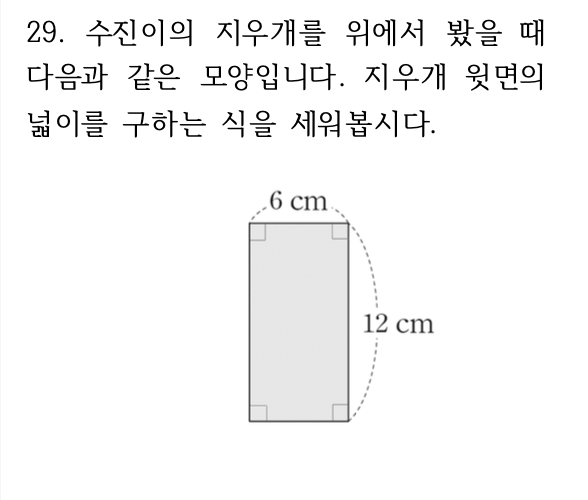 29. 수진이의 지우개를 위에서 봤을 때
다음과 같은 모양입니다. 지우개 윗면의
넓이를 구하는 식을 세워봅시다.
6 cm
12 cm